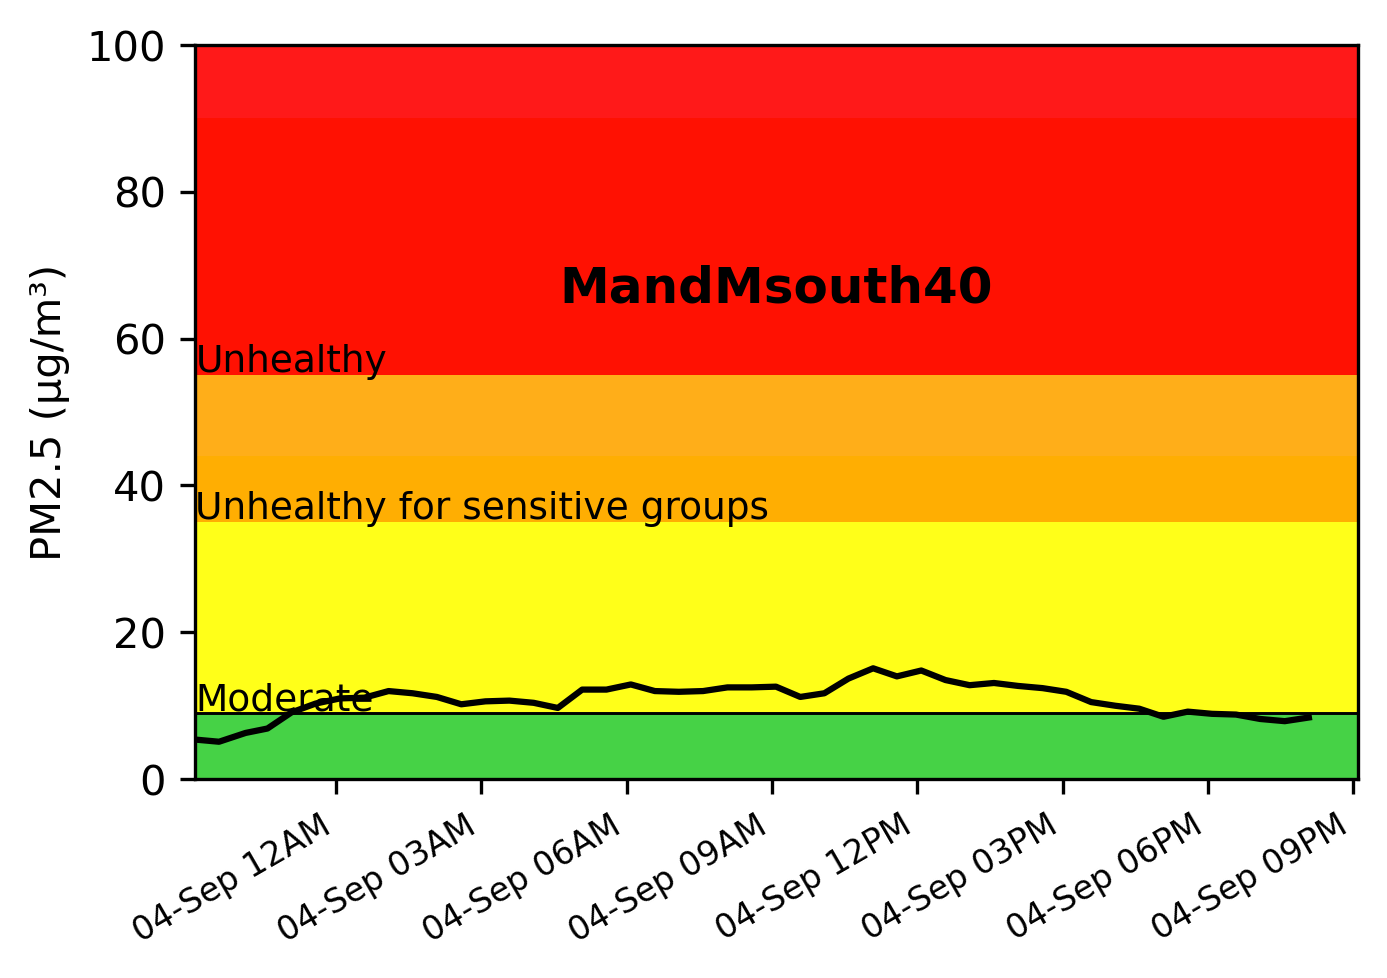 100
80
60
40
20
0
PM2.5 (µg/m³)
MandMsouth40
Unhealthy
Unhealthy for sensitive groups
Moderate
04-Sep 12AM
04-Sep 03AM
04-Sep 06AM
04-Sep 09AM
04-Sep 12PM
04-Sep 03PM
04-Sep 06PM
04-Sep 09PM